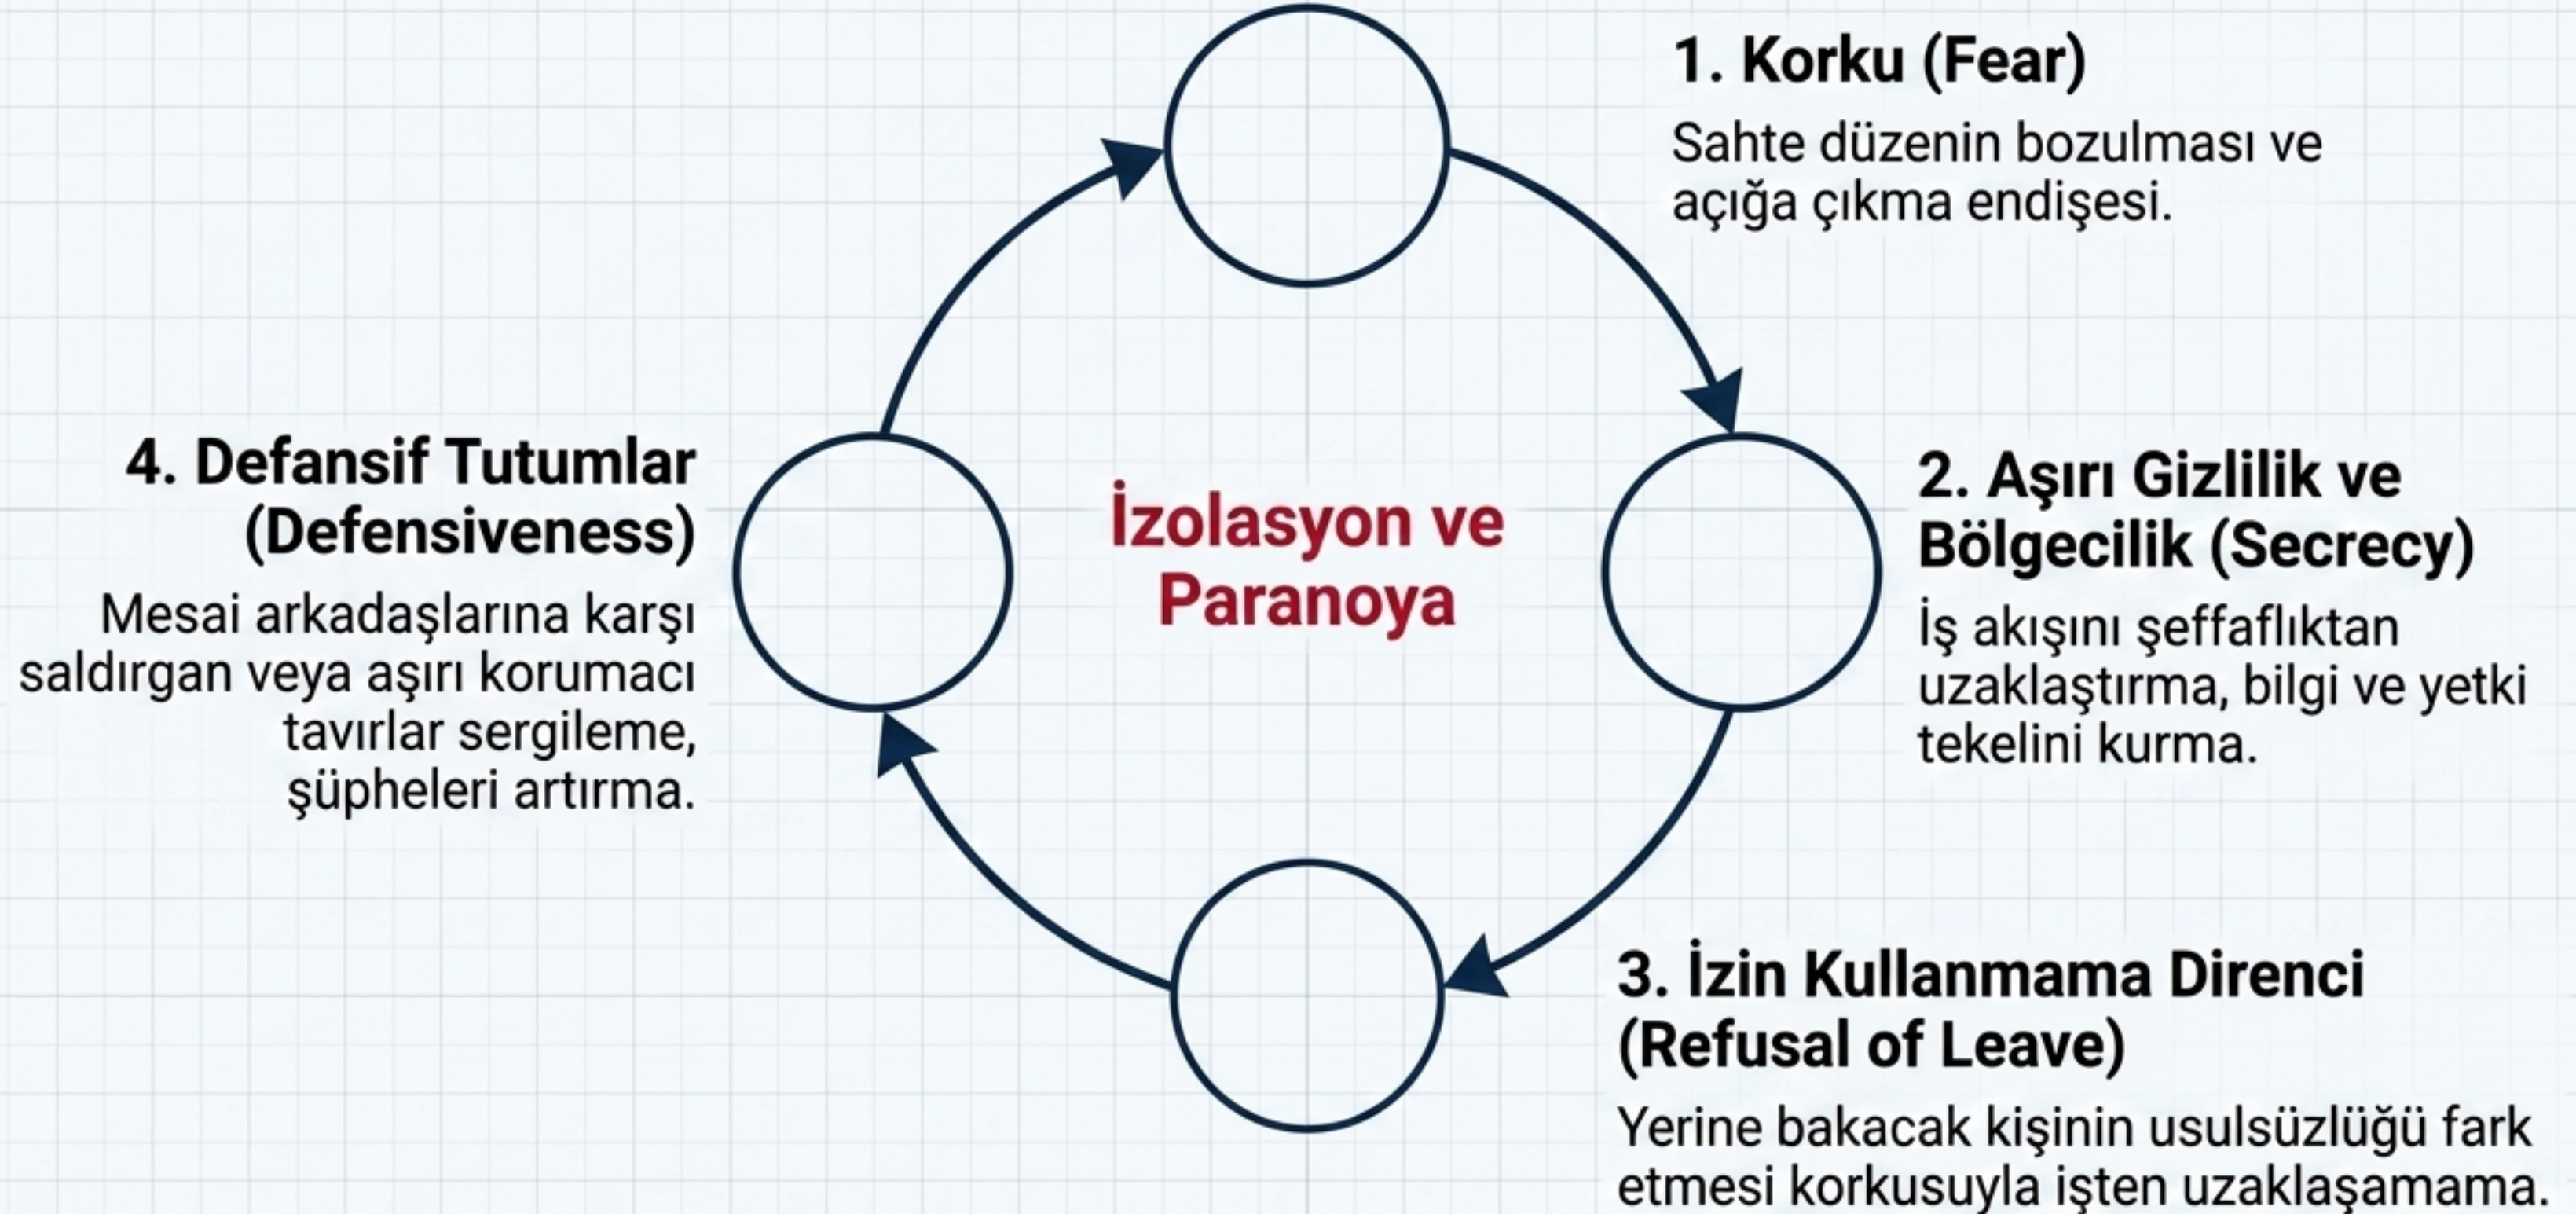 1. Korku (Fear)
Sahte düzenin bozulması ve
açığa çıkma endişesi.
2. Aşırı Gizlilik ve
Bölgecilik (Secrecy)
İş akışını şeffaflıktan
uzaklaştırma, bilgi ve yetki
tekelini kurma.
3. İzin Kullanmama Direnci
(Refusal of Leave)
Yerine bakacak kişinin usulsüzlüğü fark
etmesi korkusuyla işten uzaklaşamama.
4. Defansif Tutumlar
(Defensiveness)
Mesai arkadaşlarına karşı
saldırgan veya aşırı korumacı
tavırlar sergileme,
şüpheleri artırma.
İzolasyon ve
Paranoya